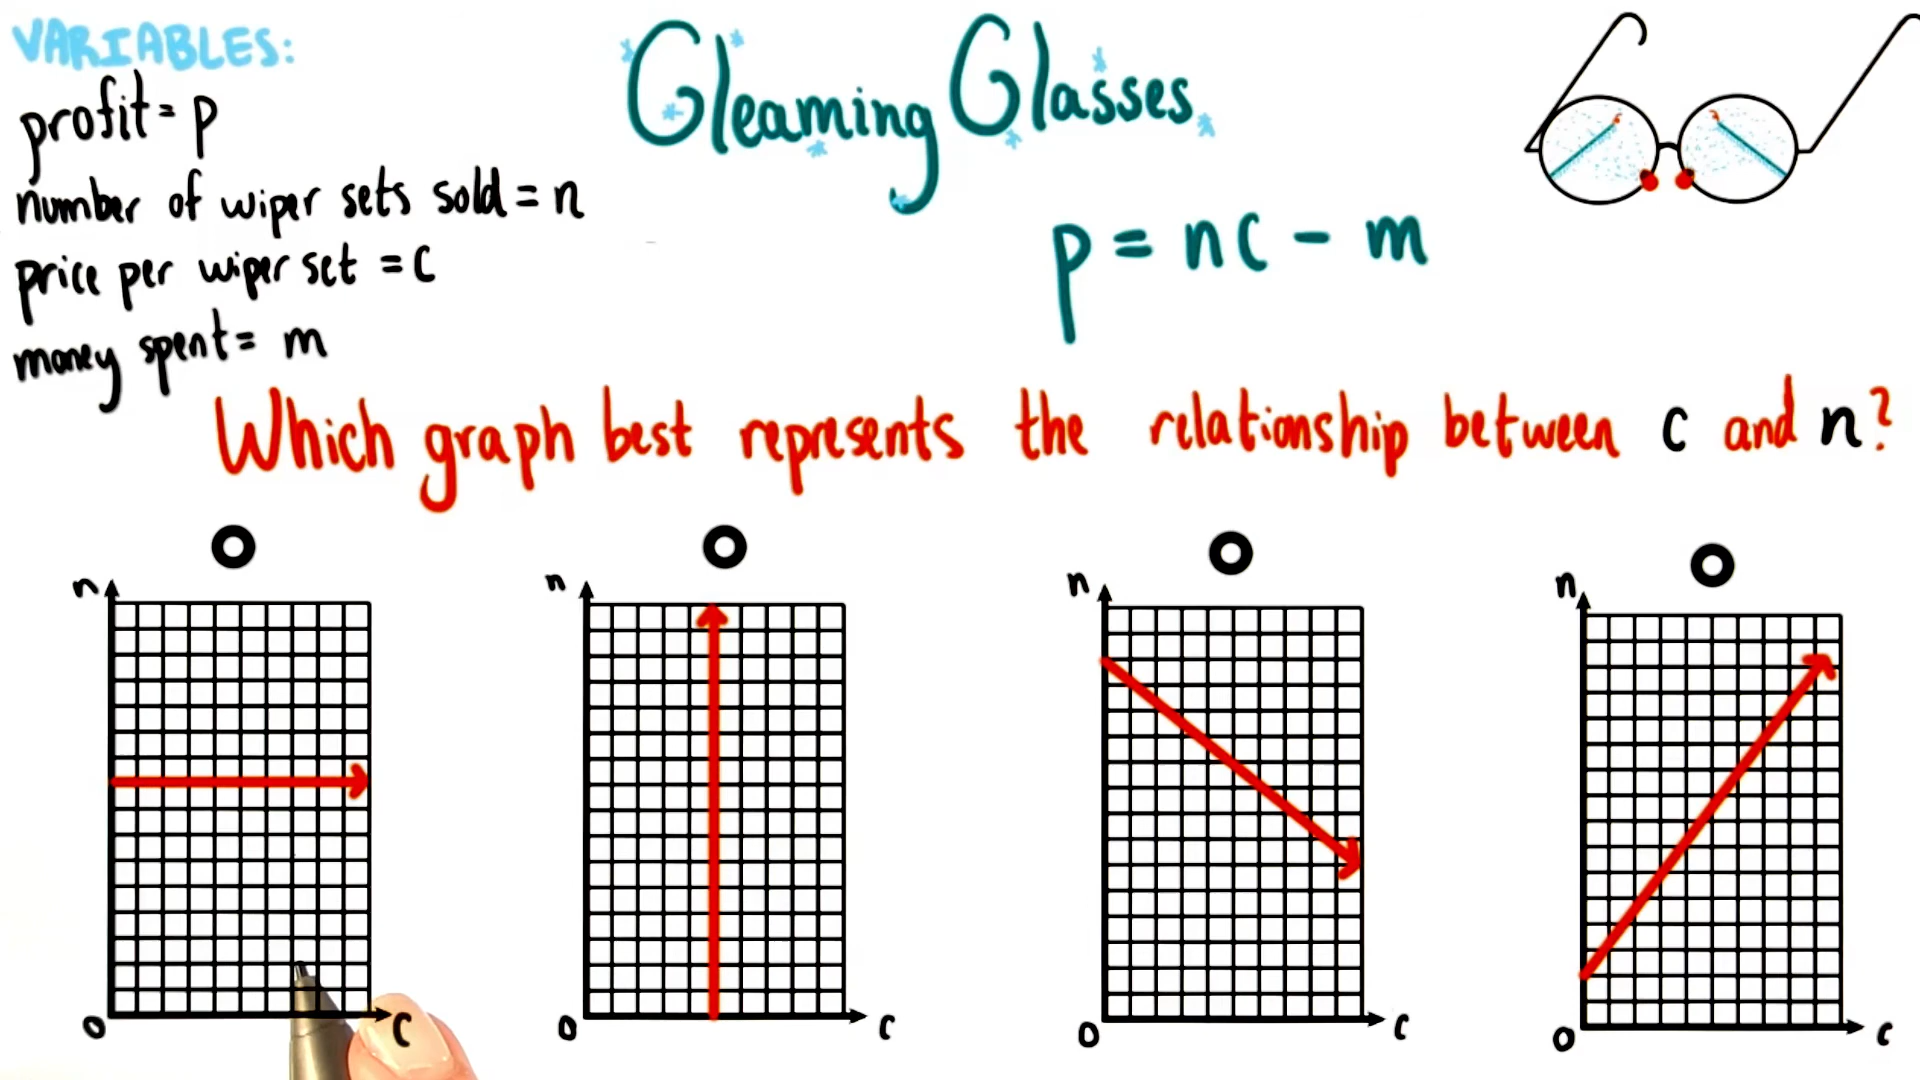 VARIABLES:
profit = p
number of wiper sets sold = n
price per wiper set = c
money spent = m
Gleaming Glasses
p = nc - m
Which graph best represents the relationship between c and n?
n
0
c
n
0
c
n
0
c
n
0
c